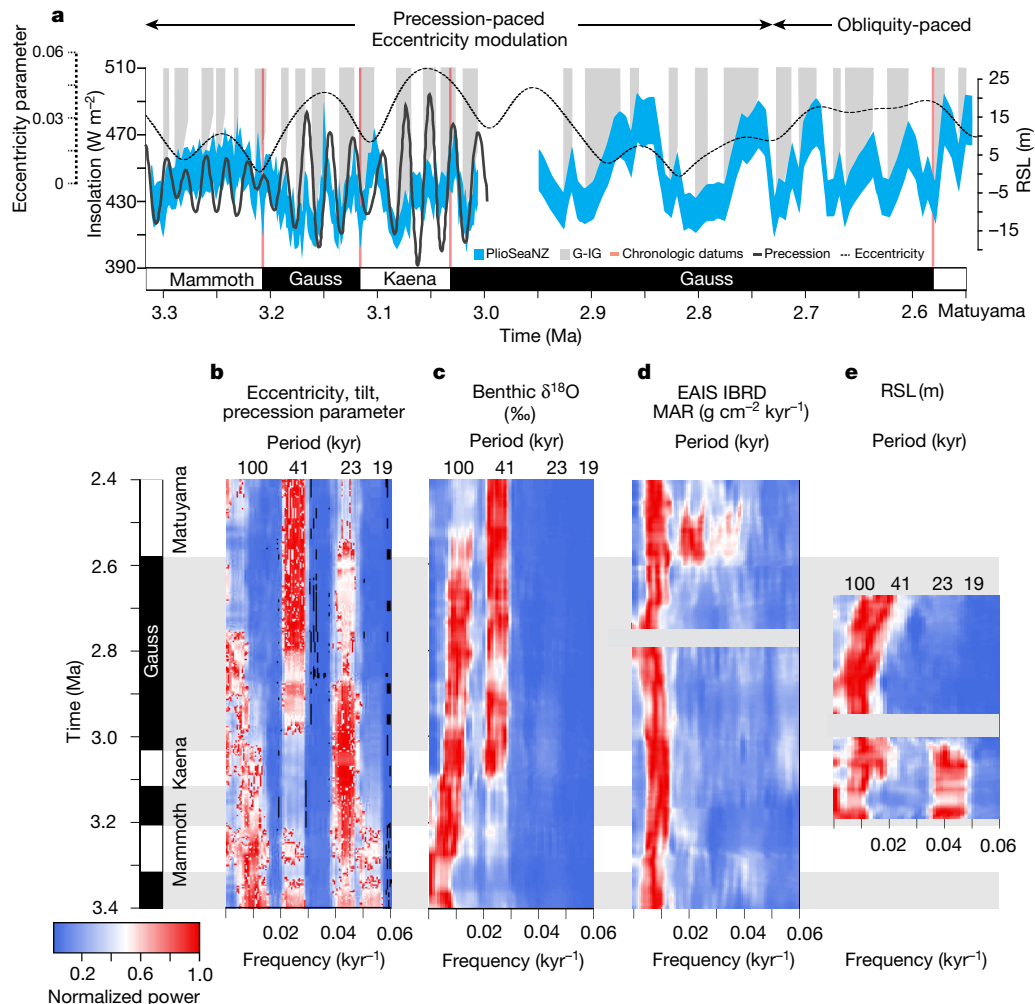 a
Precession-paced
Eccentricity modulation
Obliquity-paced
Eccentricity parameter
0.06
0.03
0
Insolation (W m−2)
510
470
430
390
RSL (m)
25
15
5
−5
−15
PlioSeaNZ
G-IG
Chronologic datums
Precession
Eccentricity
Mammoth
Gauss
Kaena
Gauss
Matuyama
3.3
3.2
3.1
3.0
2.9
2.8
2.7
2.6
Time (Ma)
b
Eccentricity, tilt,
precession parameter
Period (kyr)
100 41 23 19
c
Benthic δ18O
(‰)
Period (kyr)
100 41 23 19
d
EAIS IBRD
MAR (g cm−2 kyr−1)
Period (kyr)
e
RSL (m)
Period (kyr)
100 41 23 19
Time (Ma)
2.4
2.6
2.8
3.0
3.2
3.4
Matuyama
Gauss
Kaena
Mammoth
0.02 0.04 0.06
Frequency (kyr−1)
0.02 0.04 0.06
Frequency (kyr−1)
0.02 0.04 0.06
Frequency (kyr−1)
0.02 0.04 0.06
Frequency (kyr−1)
0.2 0.6 1.0
Normalized power